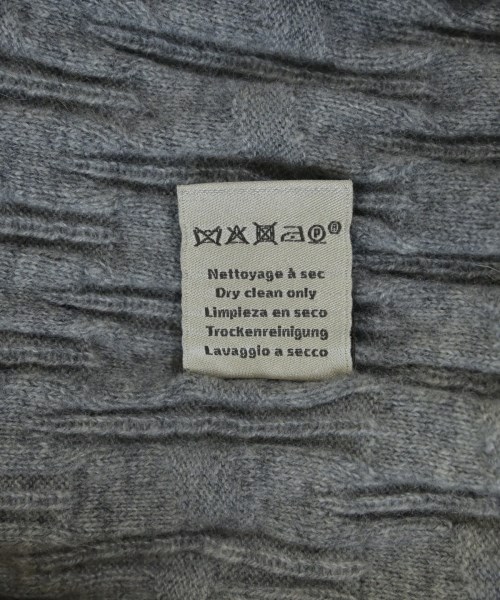 P®
Nettoyage à sec
Dry clean only
Limpieza en seco
Trockenreinigung
Lavaggio a secco